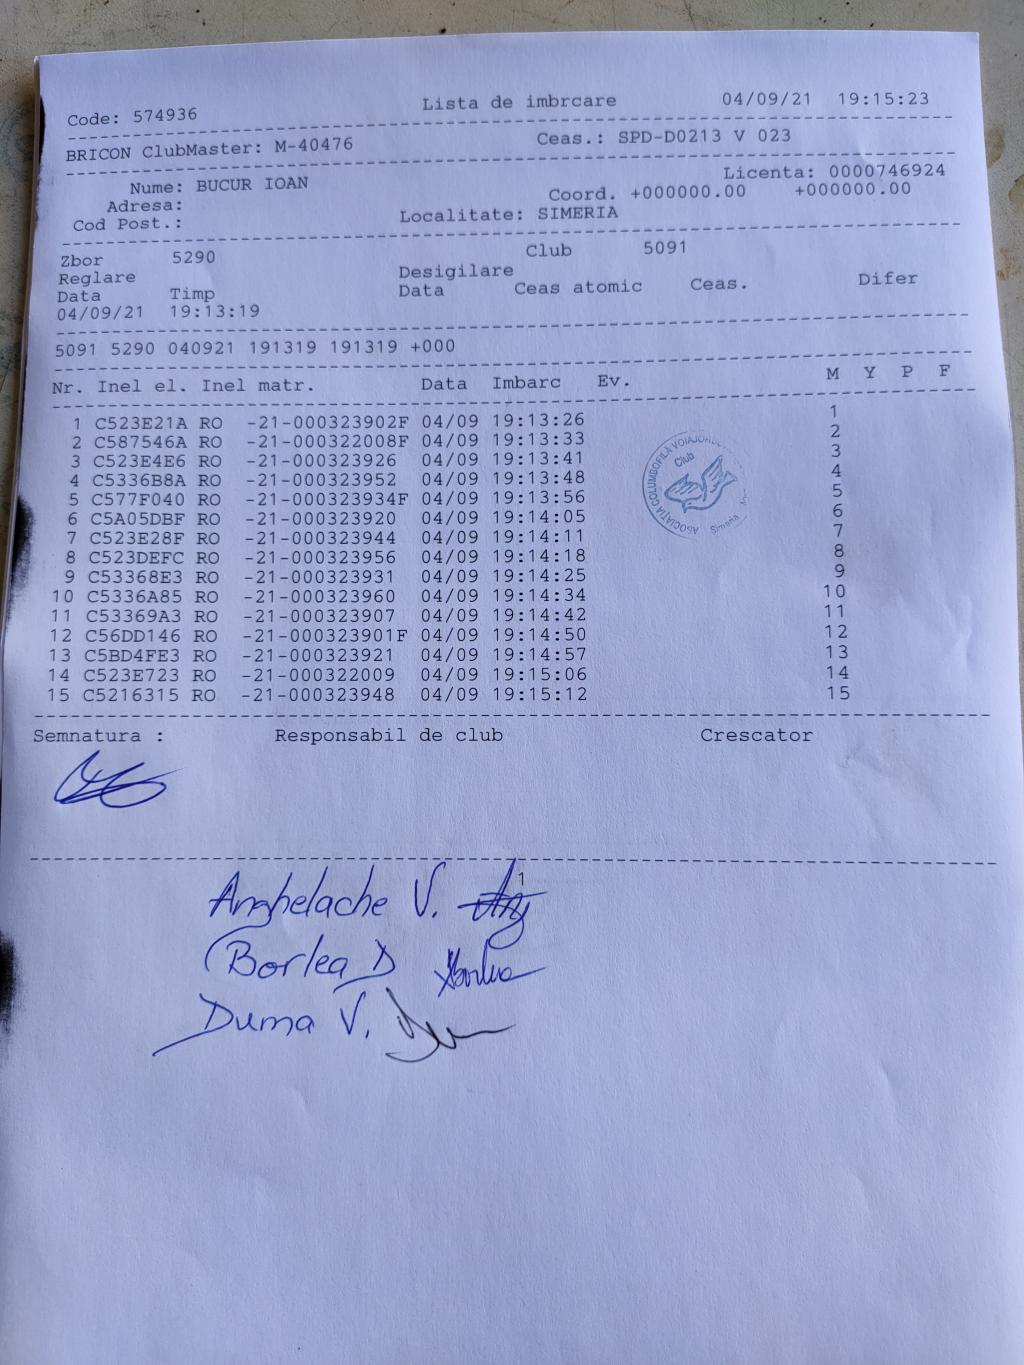 Lista de imbrcare 04/09/21 19:15:23
Code: 574936
BRICON ClubMaster: M-40476 Ceas.: SPD-D0213 V 023
Licenta: 0000746924
Nume: BUCUR IOAN Coord. +000000.00 +000000.00
Adresa:
Cod Post.: Localitate: SIMERIA
Zbor 5290 Club 5091
Reglare Desigilare
Data Timp Data Ceas atomic Ceas. Difer
04/09/21 19:13:19
5091 5290 040921 191319 191319 +000
Nr. Inel el. Inel matr. Data Imbarc Ev. M Y P F
1 C523E21A RO -21-000323902F 04/09 19:13:26 1
2 C587546A RO -21-000322008F 04/09 19:13:33 2
3 C523E4E6 RO -21-000323926 04/09 19:13:41 3
4 C5336B8A RO -21-000323952 04/09 19:13:48 4
5 C577F040 RO -21-000323934F 04/09 19:13:56 5
6 C5A05DBF RO -21-000323920 04/09 19:14:05 6
7 C523E28F RO -21-000323944 04/09 19:14:11 7
8 C523DEFC RO -21-000323956 04/09 19:14:18 8
9 C53368E3 RO -21-000323931 04/09 19:14:25 9
10 C5336A85 RO -21-000323960 04/09 19:14:34 10
11 C53369A3 RO -21-000323907 04/09 19:14:42 11
12 C56DD146 RO -21-000323901F 04/09 19:14:50 12
13 C5BD4FE3 RO -21-000323921 04/09 19:14:57 13
14 C523E723 RO -21-000322009 04/09 19:15:06 14
15 C5216315 RO -21-000323948 04/09 19:15:12 15
ASOCIATIA COLUMBOFILA
Club
Simeria
Semnatura : Responsabil de club Crescator
1
Anghelache V.
Borlea D
Duma V.